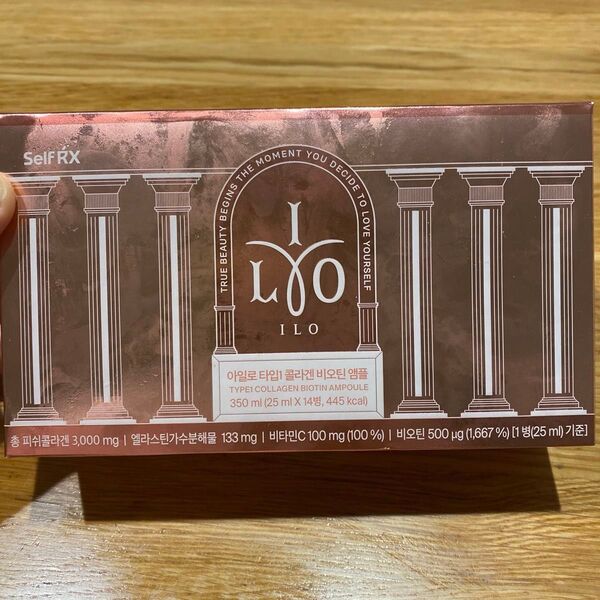 Self RX
TRUE BEAUTY BEGINS THE MOMENT YOU DECIDE TO LOVE YOURSELF
I
L O
ILO
아일로 타입1 콜라겐 비오틴 앰플
TYPE1 COLLAGEN BIOTIN AMPOULE
350 ml (25 ml X 14병, 445 kcal)
총 피쉬콜라겐 3,000 mg | 엘라스틴가수분해물 133 mg | 비타민C 100 mg (100 %) | 비오틴 500 µg (1,667 %) [1병(25 ml) 기준]